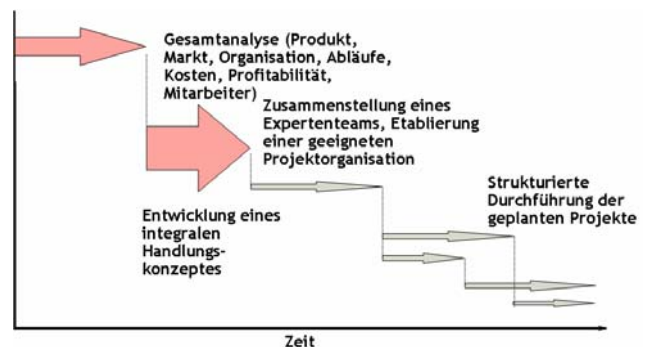 Gesamtanalyse (Produkt,
Markt, Organisation, Abläufe,
Kosten, Profitabilität,
Mitarbeiter)
Zusammenstellung eines
Expertenteams, Etablierung
einer geeigneten
Projektorganisation
Strukturierte
Durchführung der
geplanten Projekte
Entwicklung eines
integralen
Handlungs-
konzeptes
Zeit